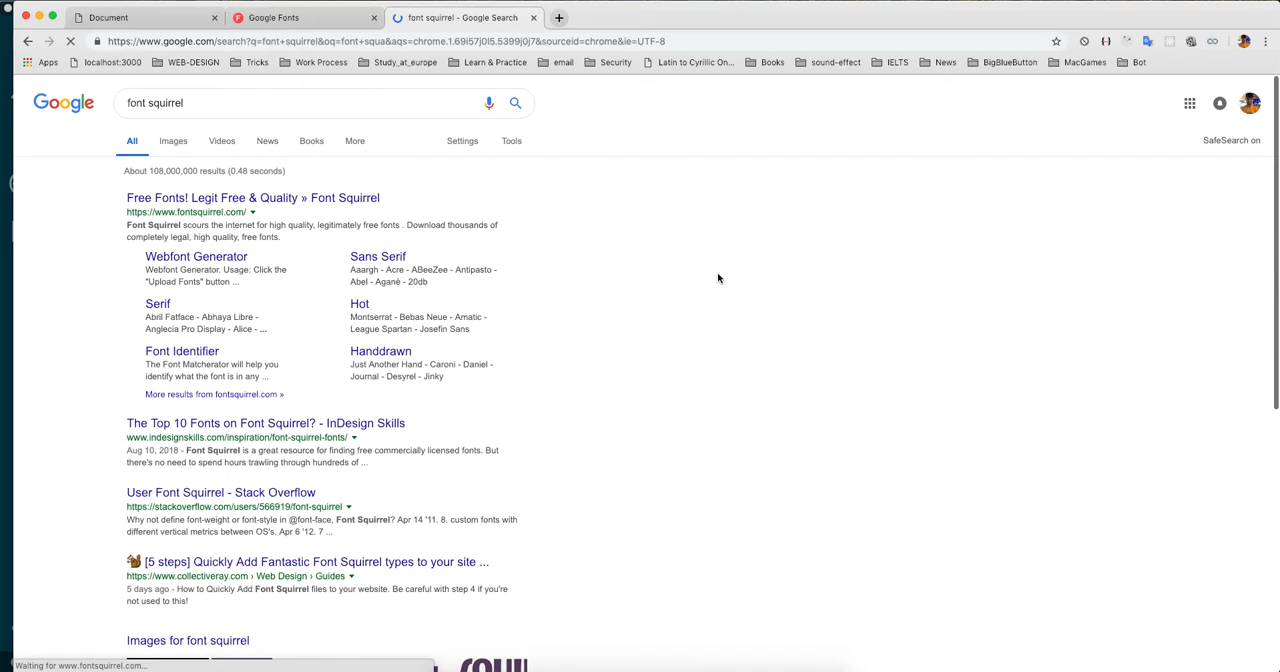 Document
Google Fonts
font squirrel - Google Search
https://www.google.com/search?q=font+squirrel&oq=font+squa&aqs=chrome.1.69i57j0l5.5399j0j7&sourceid=chrome&ie=UTF-8
Apps localhost:3000 WEB-DESIGN Tricks Work Process Study_at_europe Learn & Practice email Security Latin to Cyrillic On... Books sound-effect IELTS News BigBlueButton MacGames Bot
Google
font squirrel
All Images Videos News Books More Settings Tools
SafeSearch on
About 108,000,000 results (0.48 seconds)
Free Fonts! Legit Free & Quality » Font Squirrel
https://www.fontsquirrel.com/
Font Squirrel scours the internet for high quality, legitimately free fonts . Download thousands of
completely legal, high quality, free fonts.
Webfont Generator
Webfont Generator. Usage: Click the
"Upload Fonts" button ...
Sans Serif
Aaargh - Acre - ABeeZee - Antipasto -
Abel - Aganè - 20db
Serif
Abril Fatface - Abhaya Libre -
Anglecia Pro Display - Alice - ...
Hot
Montserrat - Bebas Neue - Amatic -
League Spartan - Josefin Sans
Font Identifier
The Font Matcherator will help you
identify what the font is in any ...
Handdrawn
Just Another Hand - Caroni - Daniel -
Journal - Desyrel - Jinky
More results from fontsquirrel.com »
The Top 10 Fonts on Font Squirrel? - InDesign Skills
www.indesignskills.com/inspiration/font-squirrel-fonts/
Aug 10, 2018 - Font Squirrel is a great resource for finding free commercially licensed fonts. But
there's no need to spend hours trawling through hundreds of ...
User Font Squirrel - Stack Overflow
https://stackoverflow.com/users/566919/font-squirrel
Why not define font-weight or font-style in @font-face, Font Squirrel? Apr 14 '11. 8. custom fonts with
different vertical metrics between OS's. Apr 6 '12. 7 ...
🐿 [5 steps] Quickly Add Fantastic Font Squirrel types to your site ...
https://www.collectiveray.com › Web Design › Guides
5 days ago - How to Quickly Add Font Squirrel files to your website. Be careful with step 4 if you're
not used to this!
Images for font squirrel
Waiting for www.fontsquirrel.com...